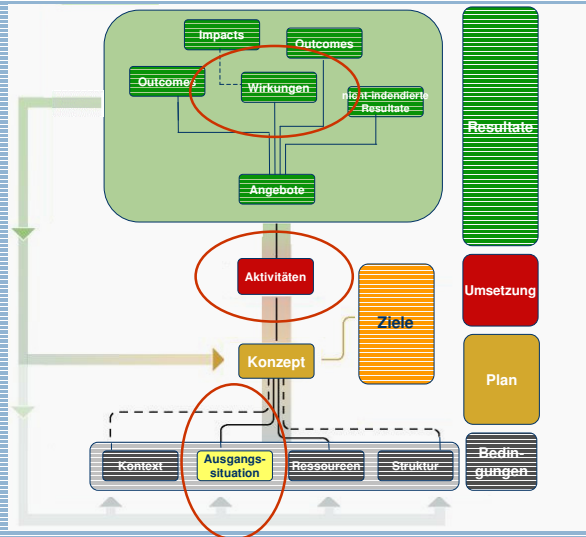 Impacts
Outcomes
Outcomes
Wirkungen
nicht-indendierte
Resultate
Angebote
Resultate
Aktivitäten
Umsetzung
Ziele
Konzept
Plan
Kontext
Ausgangs-
situation
Ressourcen
Struktur
Bedin-
gungen